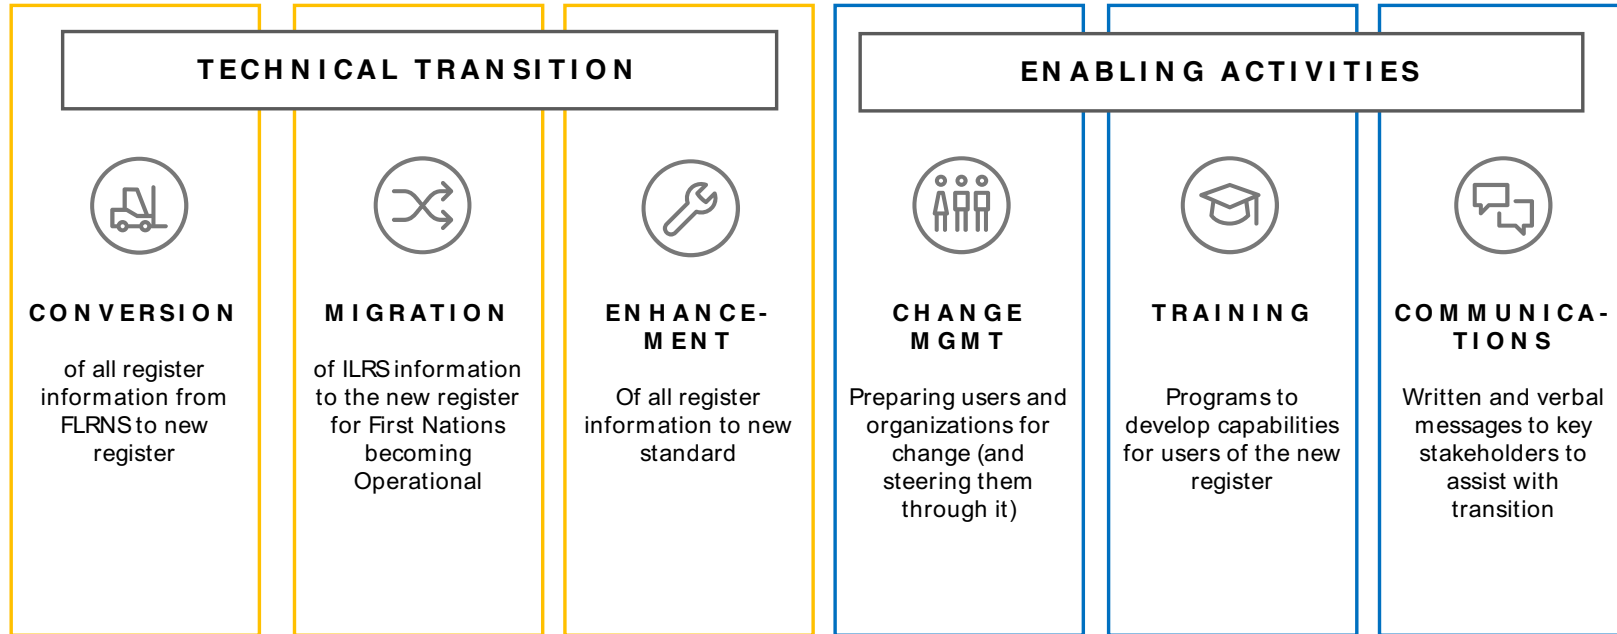 TECHNICAL TRANSITION
CONVERSION
of all register
information from
FLRNS to new
register
MIGRATION
of ILRS information
to the new register
for First Nations
becoming
Operational
ENHANCE-
MENT
Of all register
information to new
standard
ENABLING ACTIVITIES
CHANGE
MGMT
Preparing users and
organizations for
change (and
steering them
through it)
TRAINING
Programs to
develop capabilities
for users of the new
register
COMMUNICA-
TIONS
Written and verbal
messages to key
stakeholders to
assist with
transition